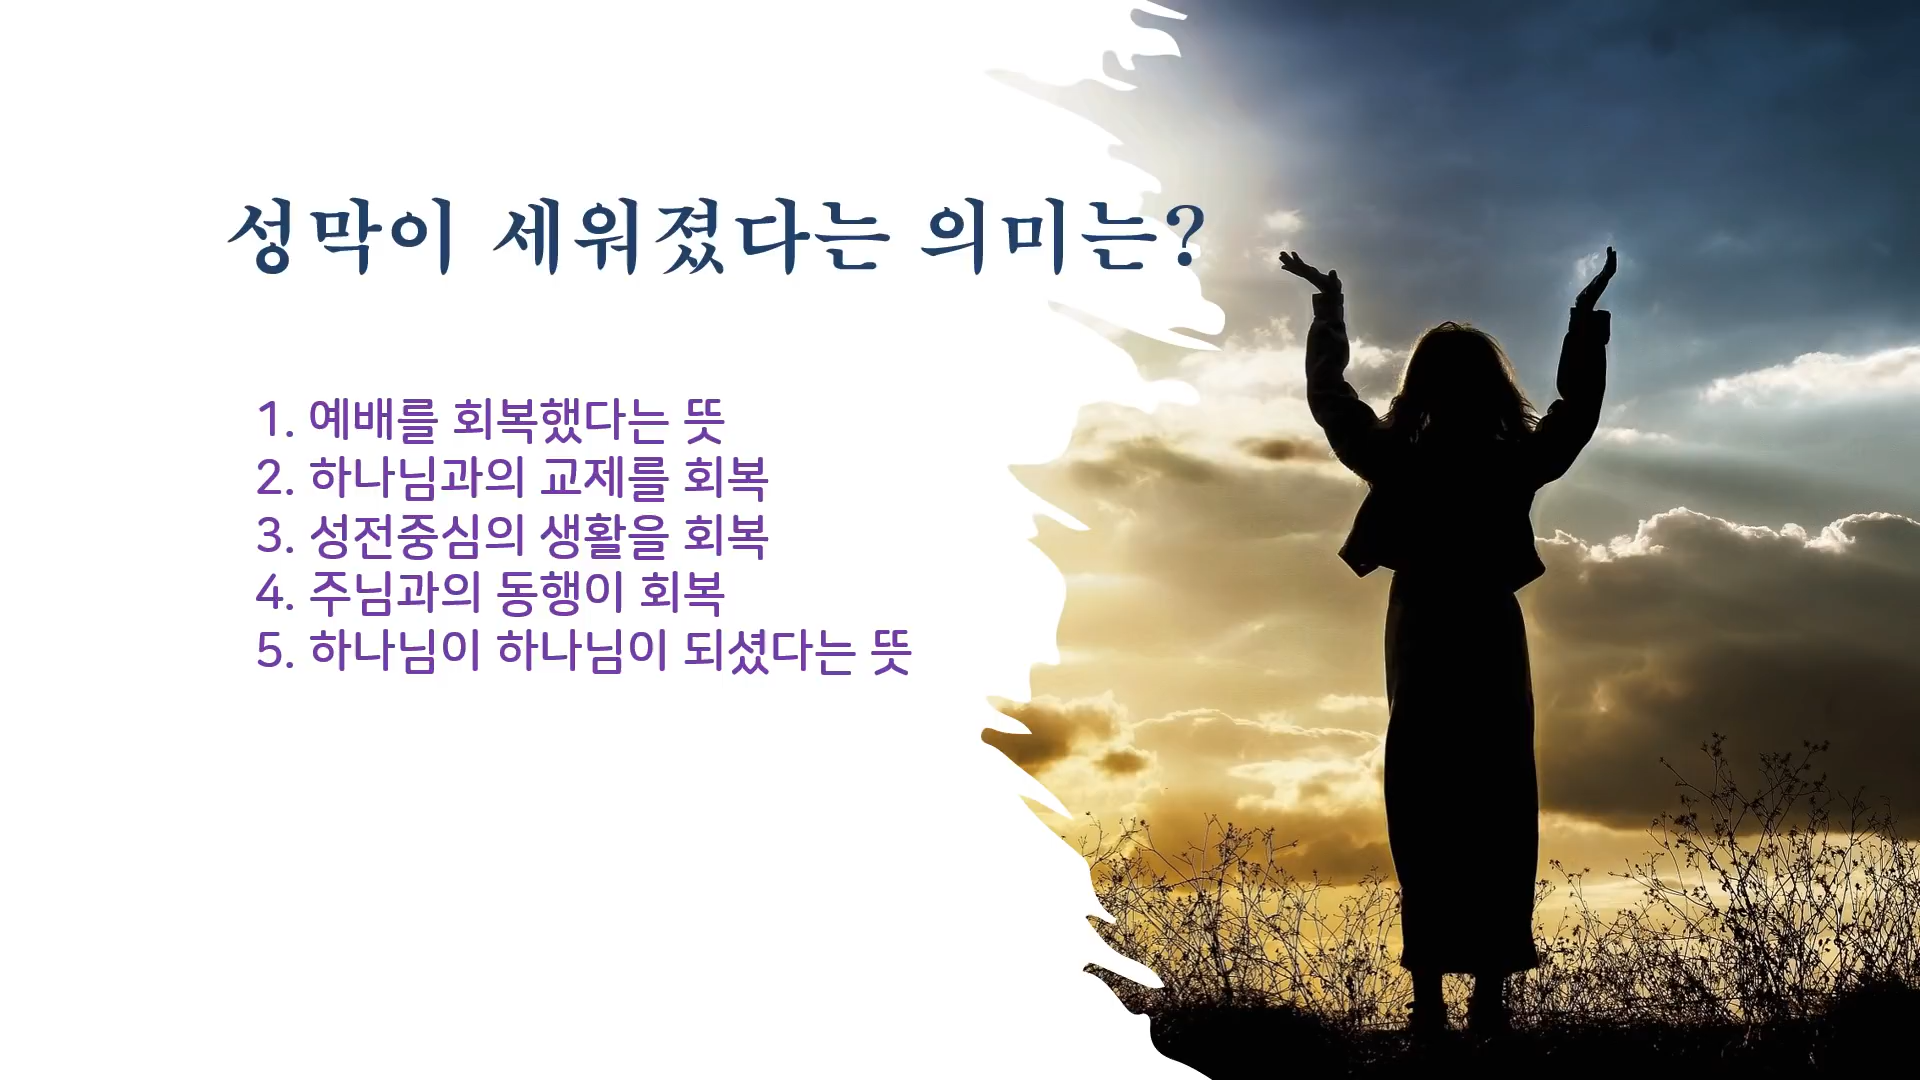 성막이 세워졌다는 의미는?
1. 예배를 회복했다는 뜻
2. 하나님과의 교제를 회복
3. 성전중심의 생활을 회복
4. 주님과의 동행이 회복
5. 하나님이 하나님이 되셨다는 뜻